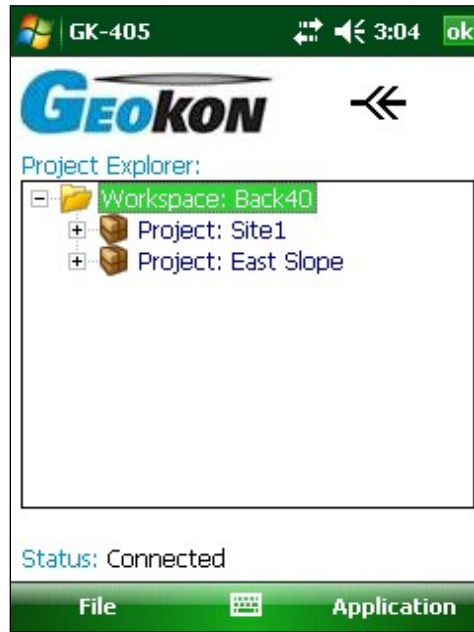 GK-405 3:04 ok
GEOKON
Project Explorer:
Workspace: Back40
Project: Site1
Project: East Slope
Status: Connected
File Application